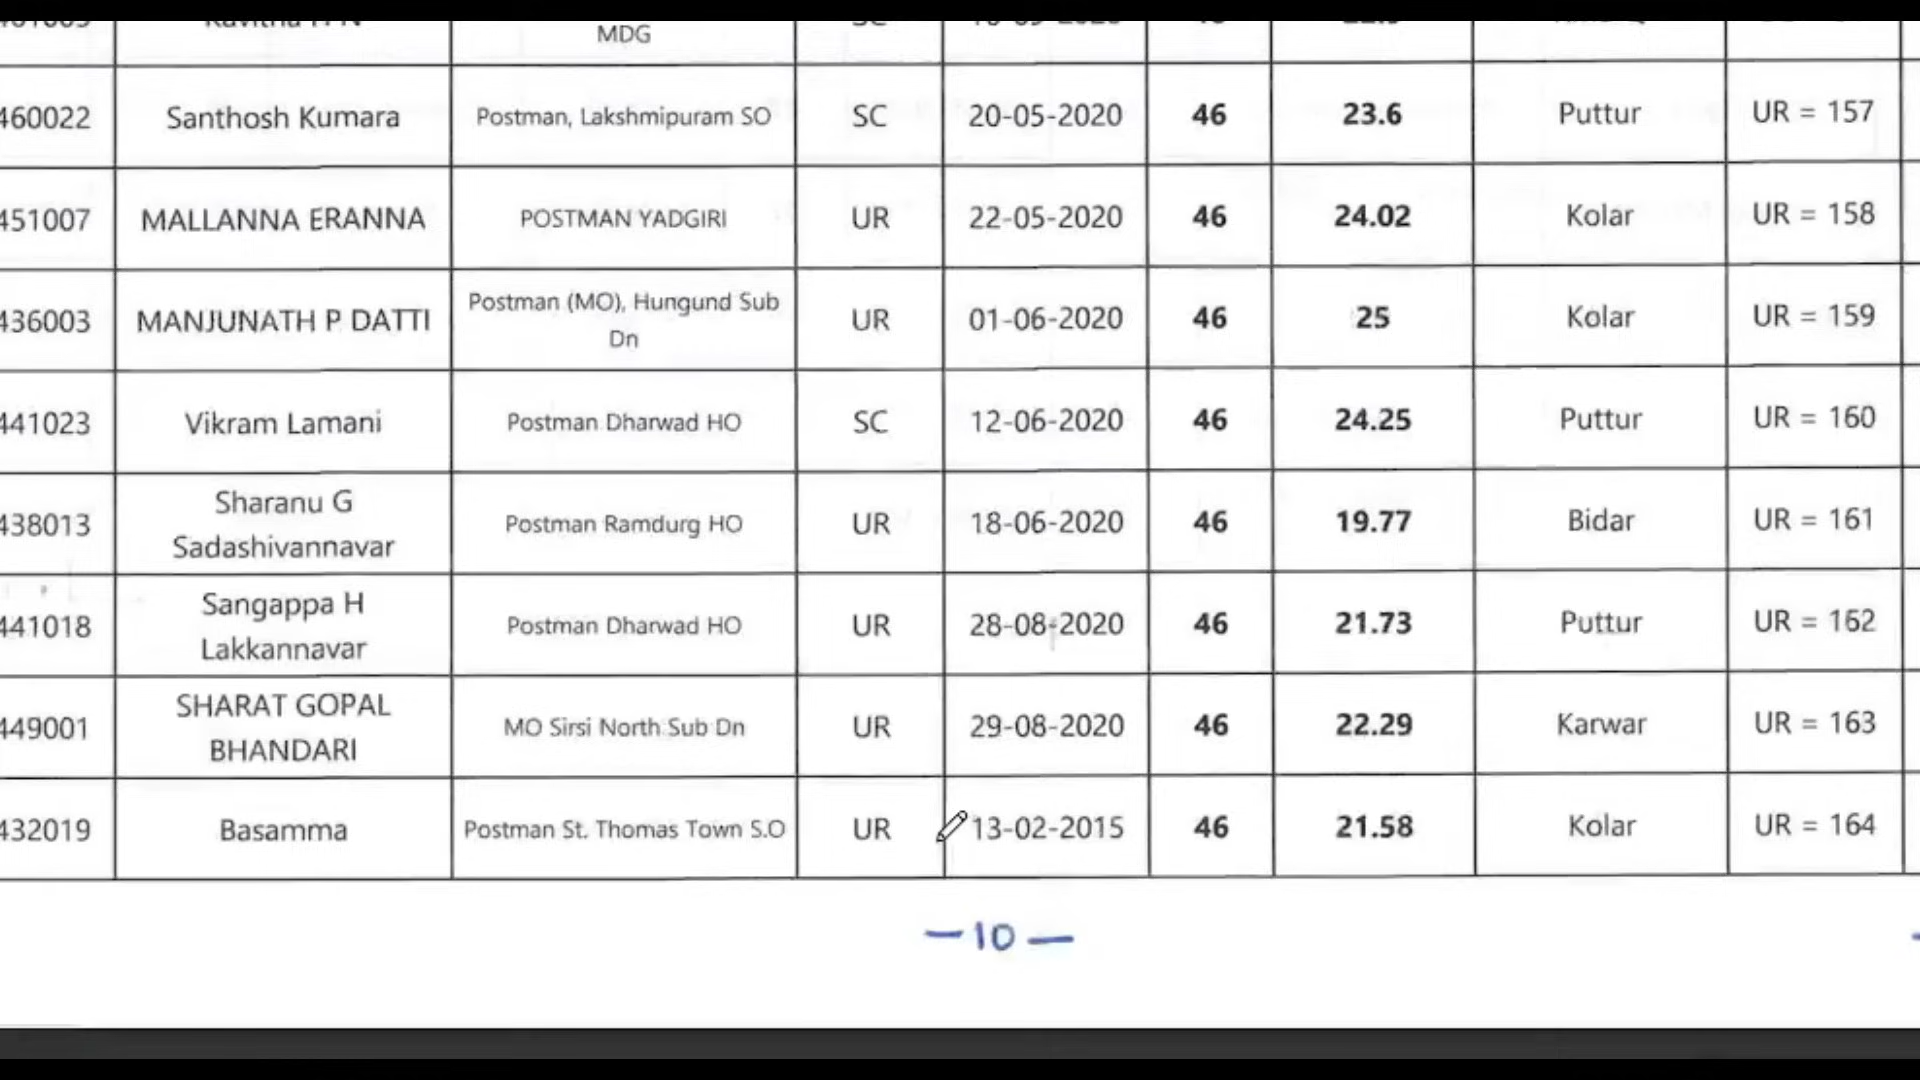 MDG
460022 Santhosh Kumara Postman, Lakshmipuram SO SC 20-05-2020 46 23.6 Puttur UR = 157
451007 MALLANNA ERANNA POSTMAN YADGIRI UR 22-05-2020 46 24.02 Kolar UR = 158
436003 MANJUNATH P DATTI Postman (MO), Hungund Sub Dn UR 01-06-2020 46 25 Kolar UR = 159
441023 Vikram Lamani Postman Dharwad HO SC 12-06-2020 46 24.25 Puttur UR = 160
438013 Sharanu G Sadashivannavar Postman Ramdurg HO UR 18-06-2020 46 19.77 Bidar UR = 161
441018 Sangappa H Lakkannavar Postman Dharwad HO UR 28-08-2020 46 21.73 Puttur UR = 162
449001 SHARAT GOPAL BHANDARI MO Sirsi North Sub Dn UR 29-08-2020 46 22.29 Karwar UR = 163
432019 Basamma Postman St. Thomas Town S.O UR 13-02-2015 46 21.58 Kolar UR = 164
— 10 —